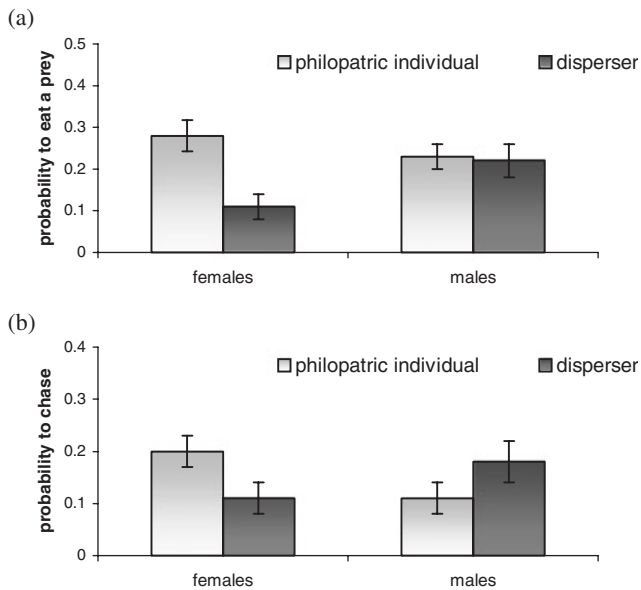 (a)
0.5
philopatric individual disperser
0.4
0.3
0.2
0.1
0
probability to eat a prey
females males
(b)
0.4
philopatric individual disperser
0.3
0.2
0.1
0
probability to chase
females males